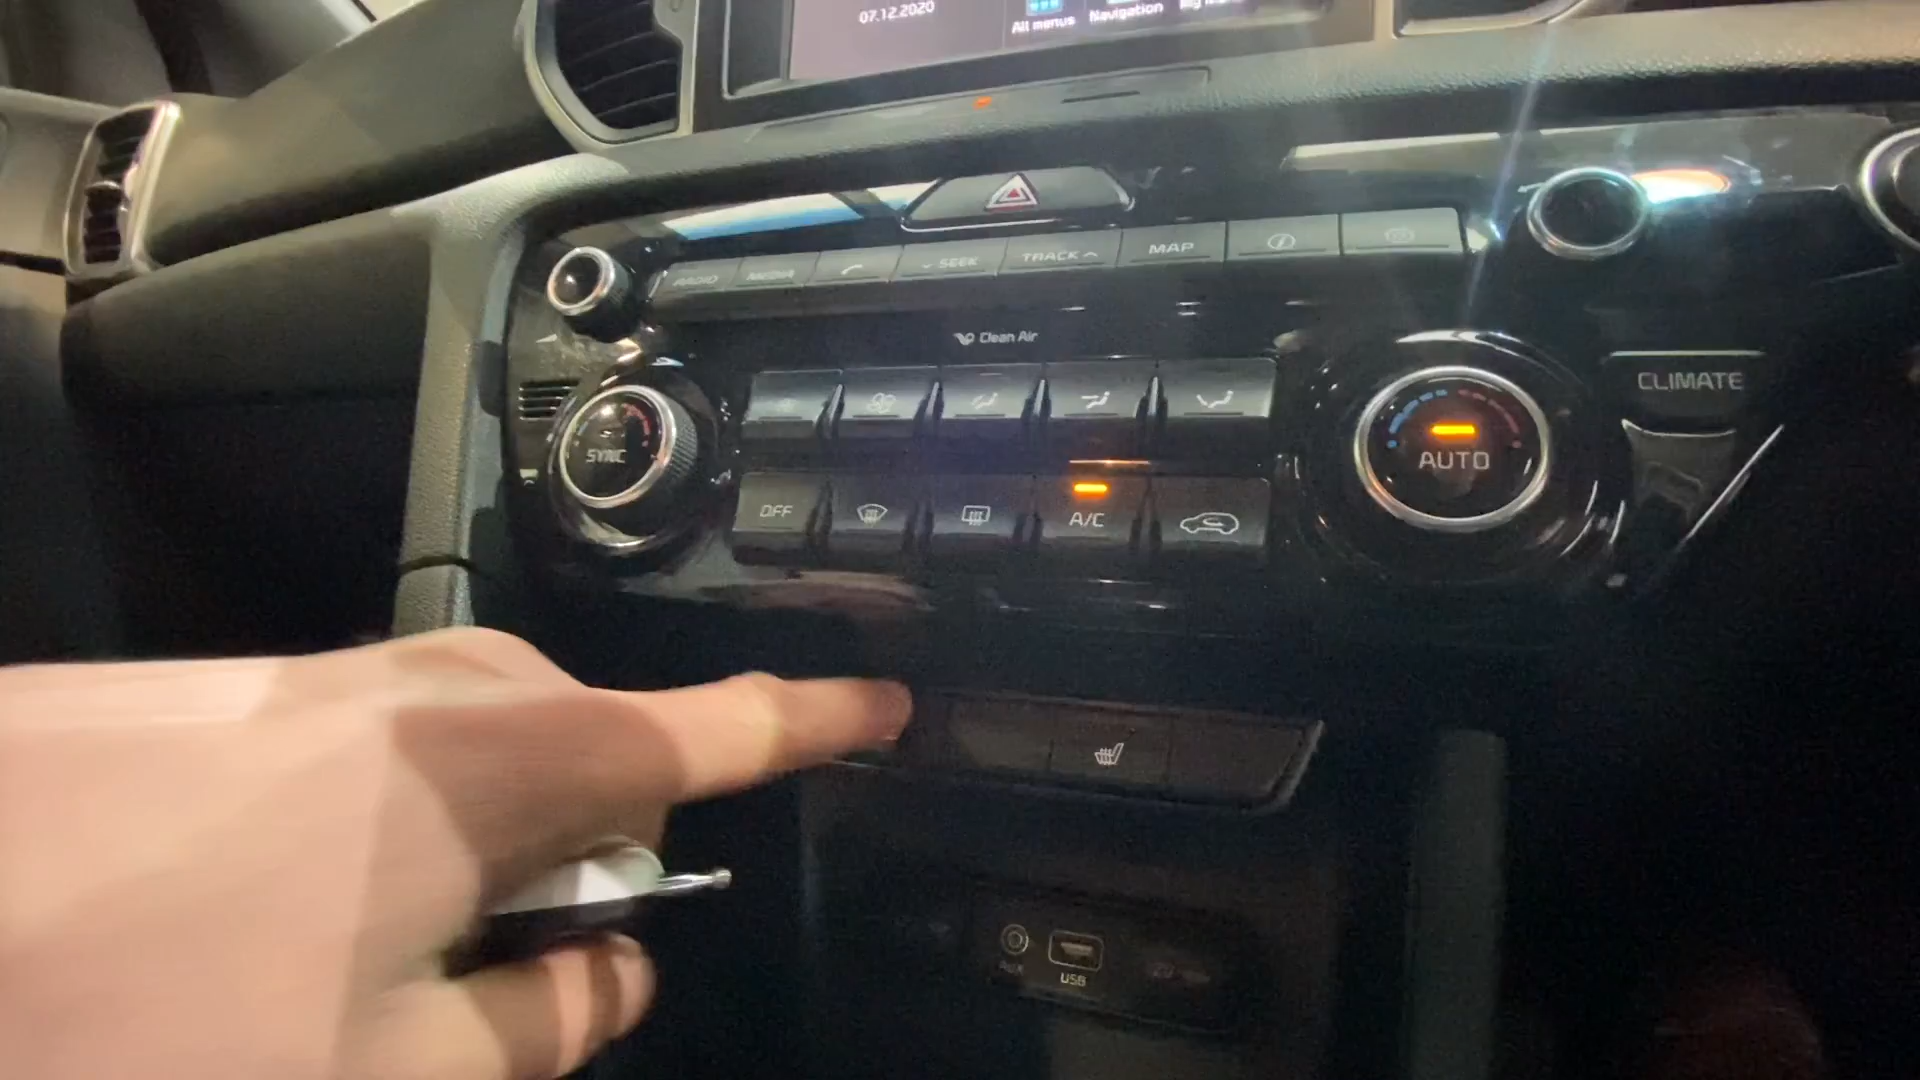 07.12.2020
All menus
Navigation
RADIO
MEDIA
SEEK
TRACK
MAP
Clean Air
CLIMATE
SYNC
AUTO
OFF
A/C
AUX
USB